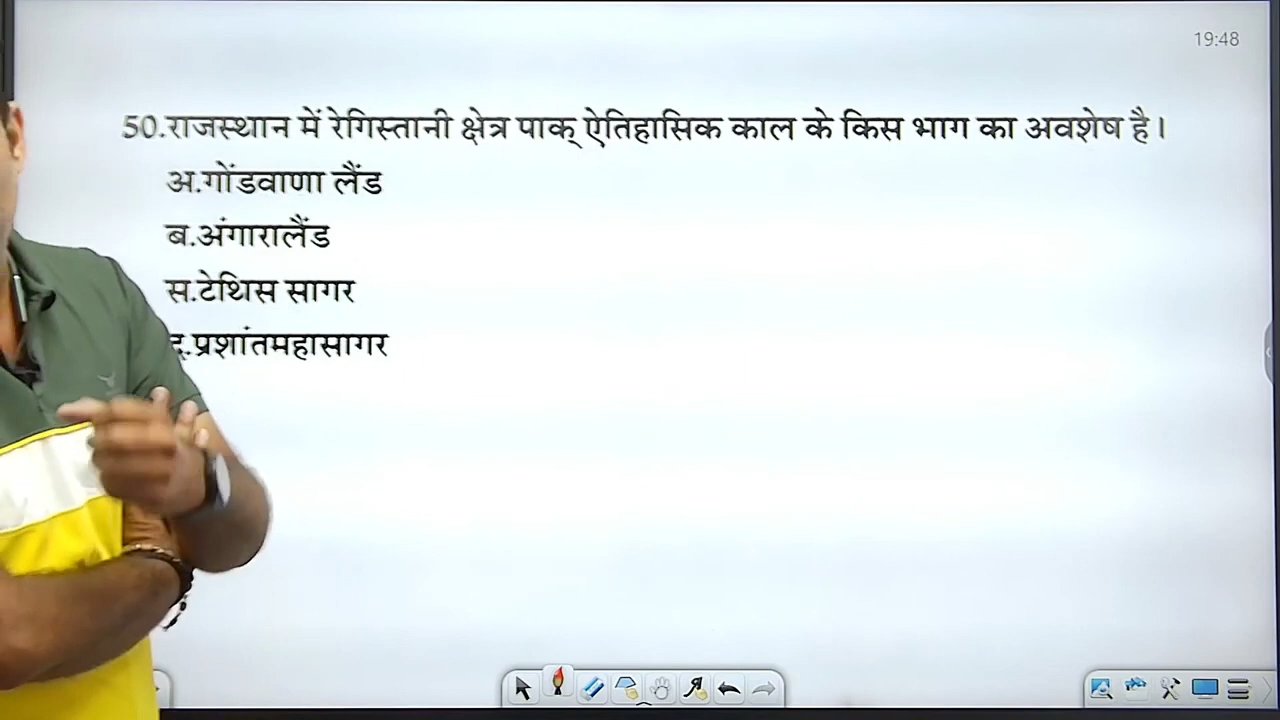 19:48
50.राजस्थान में रेगिस्तानी क्षेत्र पाक् ऐतिहासिक काल के किस भाग का अवशेष है।
अ.गोंडवाणा लैंड
ब.अंगारालैंड
स.टेथिस सागर
द.प्रशांतमहासागर